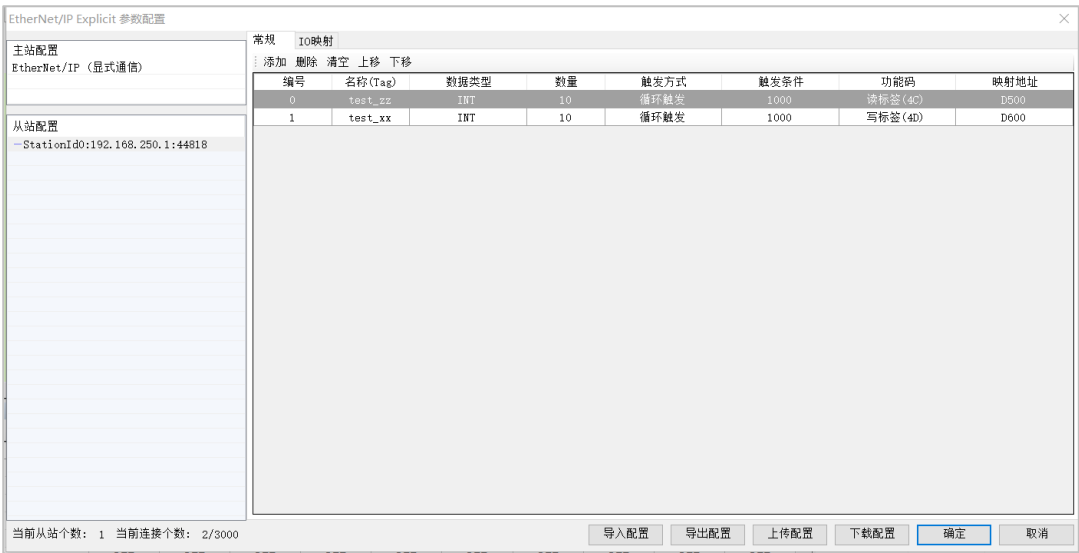 EtherNet/IP Explicit 参数配置
主站配置
EtherNet/IP (显式通信)
从站配置
StationId0:192.168.250.1:44818
常规 IO映射
添加 删除 清空 上移 下移
编号 名称(Tag) 数据类型 数量 触发方式 触发条件 功能码 映射地址
0 test_zz INT 10 循环触发 1000 读标签(4C) D500
1 test_xx INT 10 循环触发 1000 写标签(4D) D600
当前从站个数: 1 当前连接个数: 2/3000
导入配置 导出配置 上传配置 下载配置 确定 取消